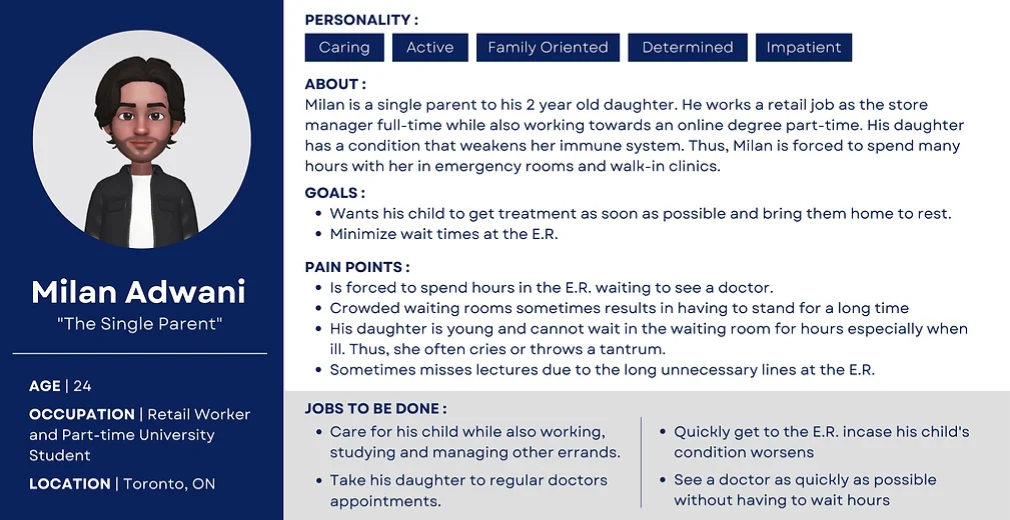 Milan Adwani
"The Single Parent"
AGE | 24
OCCUPATION | Retail Worker
and Part-time University
Student
LOCATION | Toronto, ON
PERSONALITY :
Caring
Active
Family Oriented
Determined
Impatient
ABOUT :
Milan is a single parent to his 2 year old daughter. He works a retail job as the store
manager full-time while also working towards an online degree part-time. His daughter
has a condition that weakens her immune system. Thus, Milan is forced to spend many
hours with her in emergency rooms and walk-in clinics.
GOALS :
• Wants his child to get treatment as soon as possible and bring them home to rest.
• Minimize wait times at the E.R.
PAIN POINTS :
• Is forced to spend hours in the E.R. waiting to see a doctor.
• Crowded waiting rooms sometimes results in having to stand for a long time
• His daughter is young and cannot wait in the waiting room for hours especially when
ill. Thus, she often cries or throws a tantrum.
• Sometimes misses lectures due to the long unnecessary lines at the E.R.
JOBS TO BE DONE :
• Care for his child while also working,
studying and managing other errands.
• Take his daughter to regular doctors
appointments.
• Quickly get to the E.R. incase his child's
condition worsens
• See a doctor as quickly as possible
without having to wait hours